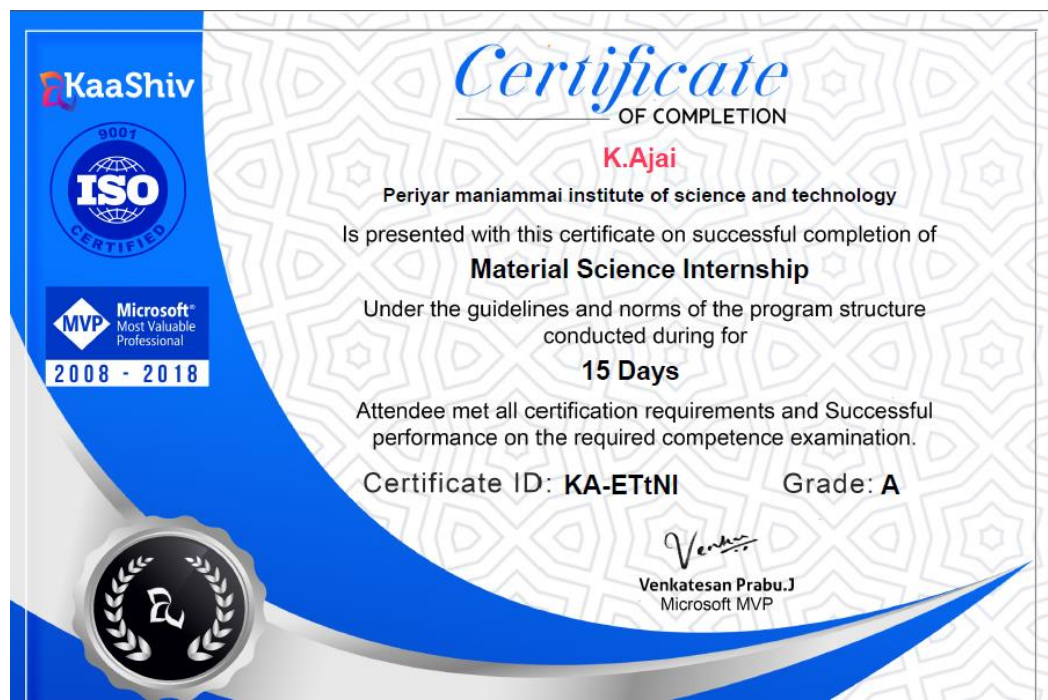 KaaShiv
9001
ISO
CERTIFIED
MVP
Microsoft®
Most Valuable
Professional
2008 - 2018
Certificate
OF COMPLETION
K.Ajai
Periyar maniammai institute of science and technology
Is presented with this certificate on successful completion of
Material Science Internship
Under the guidelines and norms of the program structure
conducted during for
15 Days
Attendee met all certification requirements and Successful
performance on the required competence examination.
Certificate ID: KA-ETtNI Grade: A
Venkatesan Prabu.J
Microsoft MVP